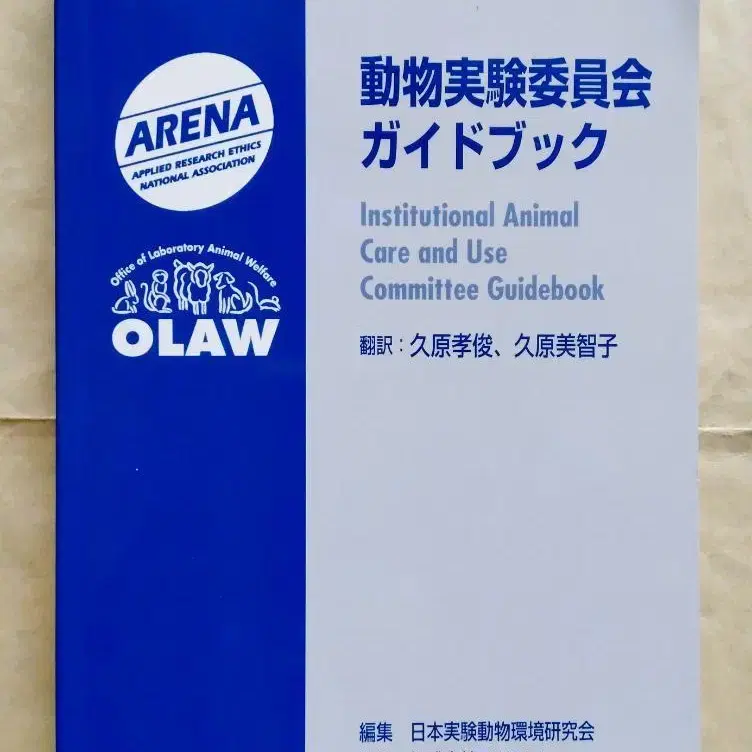 ARENA
APPLIED RESEARCH ETHICS
NATIONAL ASSOCIATION
Office of Laboratory Animal Welfare
OLAW
動物実験委員会
ガイドブック
Institutional Animal
Care and Use
Committee Guidebook
翻訳：久原孝俊、久原美智子
編集 日本実験動物環境研究会